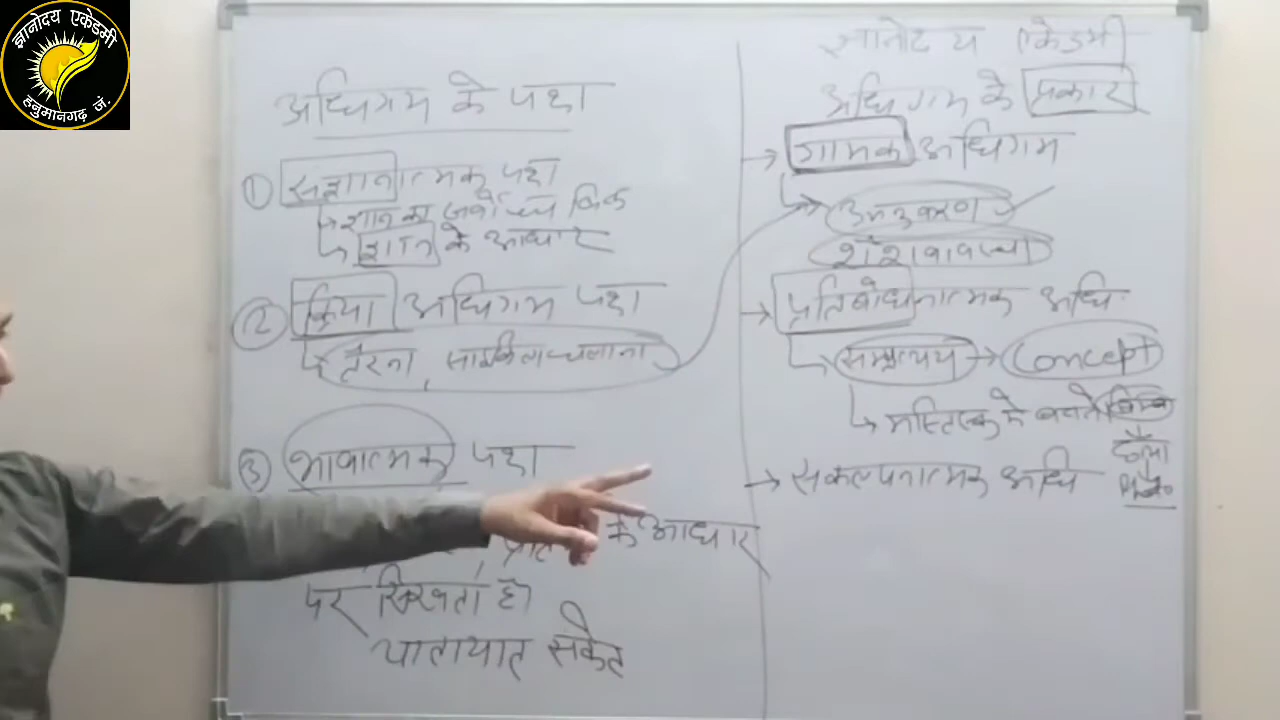 ज्ञानोदय एकेडमी
हनुमानगढ़ जं.
अधिगम के पक्ष
① संज्ञानात्मक पक्ष
ज्ञान का
ज्ञान के आधार
② क्रिया अधिगम पक्ष
तैरना, साइकिल चलाना
③ भावात्मक पक्ष
के आधार
पर सिखता है
यातायात संकेत
ज्ञानोदय एकेडमी
अधिगम के प्रकार
→ गामक अधिगम
अनुकरण ✓
शैशवावस्था
→ प्रतिबोधनात्मक अधि
सम्प्रत्यय → Concept
मस्तिष्क मे बनते बिम्ब
→ संकल्पनात्मक अधि